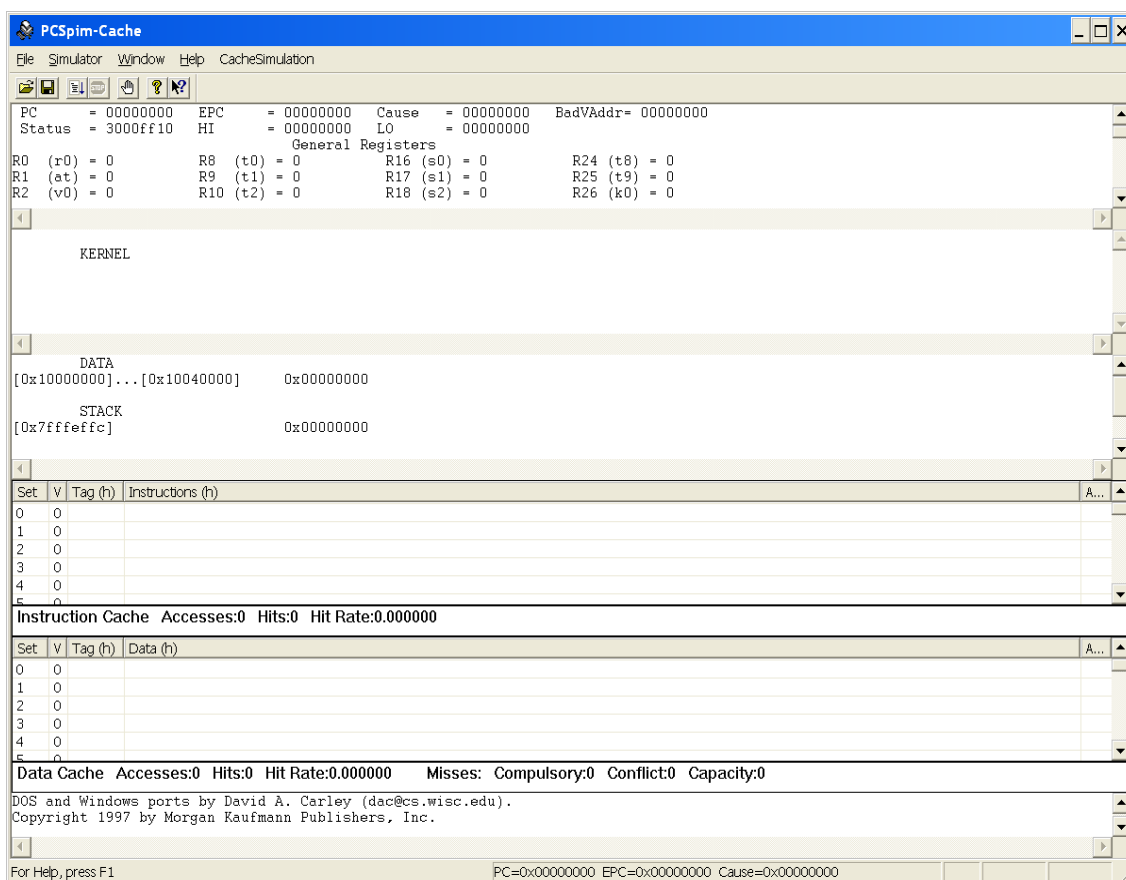 PCSpim-Cache
File Simulator Window Help CacheSimulation
PC = 00000000 EPC = 00000000 Cause = 00000000 BadVAddr= 00000000
Status = 3000ff10 HI = 00000000 LO = 00000000
General Registers
R0 (r0) = 0 R8 (t0) = 0 R16 (s0) = 0 R24 (t8) = 0
R1 (at) = 0 R9 (t1) = 0 R17 (s1) = 0 R25 (t9) = 0
R2 (v0) = 0 R10 (t2) = 0 R18 (s2) = 0 R26 (k0) = 0
KERNEL
DATA
[0x10000000]...[0x10040000] 0x00000000
STACK
[0x7fffeffc] 0x00000000
Set V Tag (h) Instructions (h) A...
0 0
1 0
2 0
3 0
4 0
5 0
Instruction Cache Accesses:0 Hits:0 Hit Rate:0.000000
Set V Tag (h) Data (h) A...
0 0
1 0
2 0
3 0
4 0
5 0
Data Cache Accesses:0 Hits:0 Hit Rate:0.000000 Misses: Compulsory:0 Conflict:0 Capacity:0
DOS and Windows ports by David A. Carley (dac@cs.wisc.edu).
Copyright 1997 by Morgan Kaufmann Publishers, Inc.
For Help, press F1 PC=0x00000000 EPC=0x00000000 Cause=0x00000000